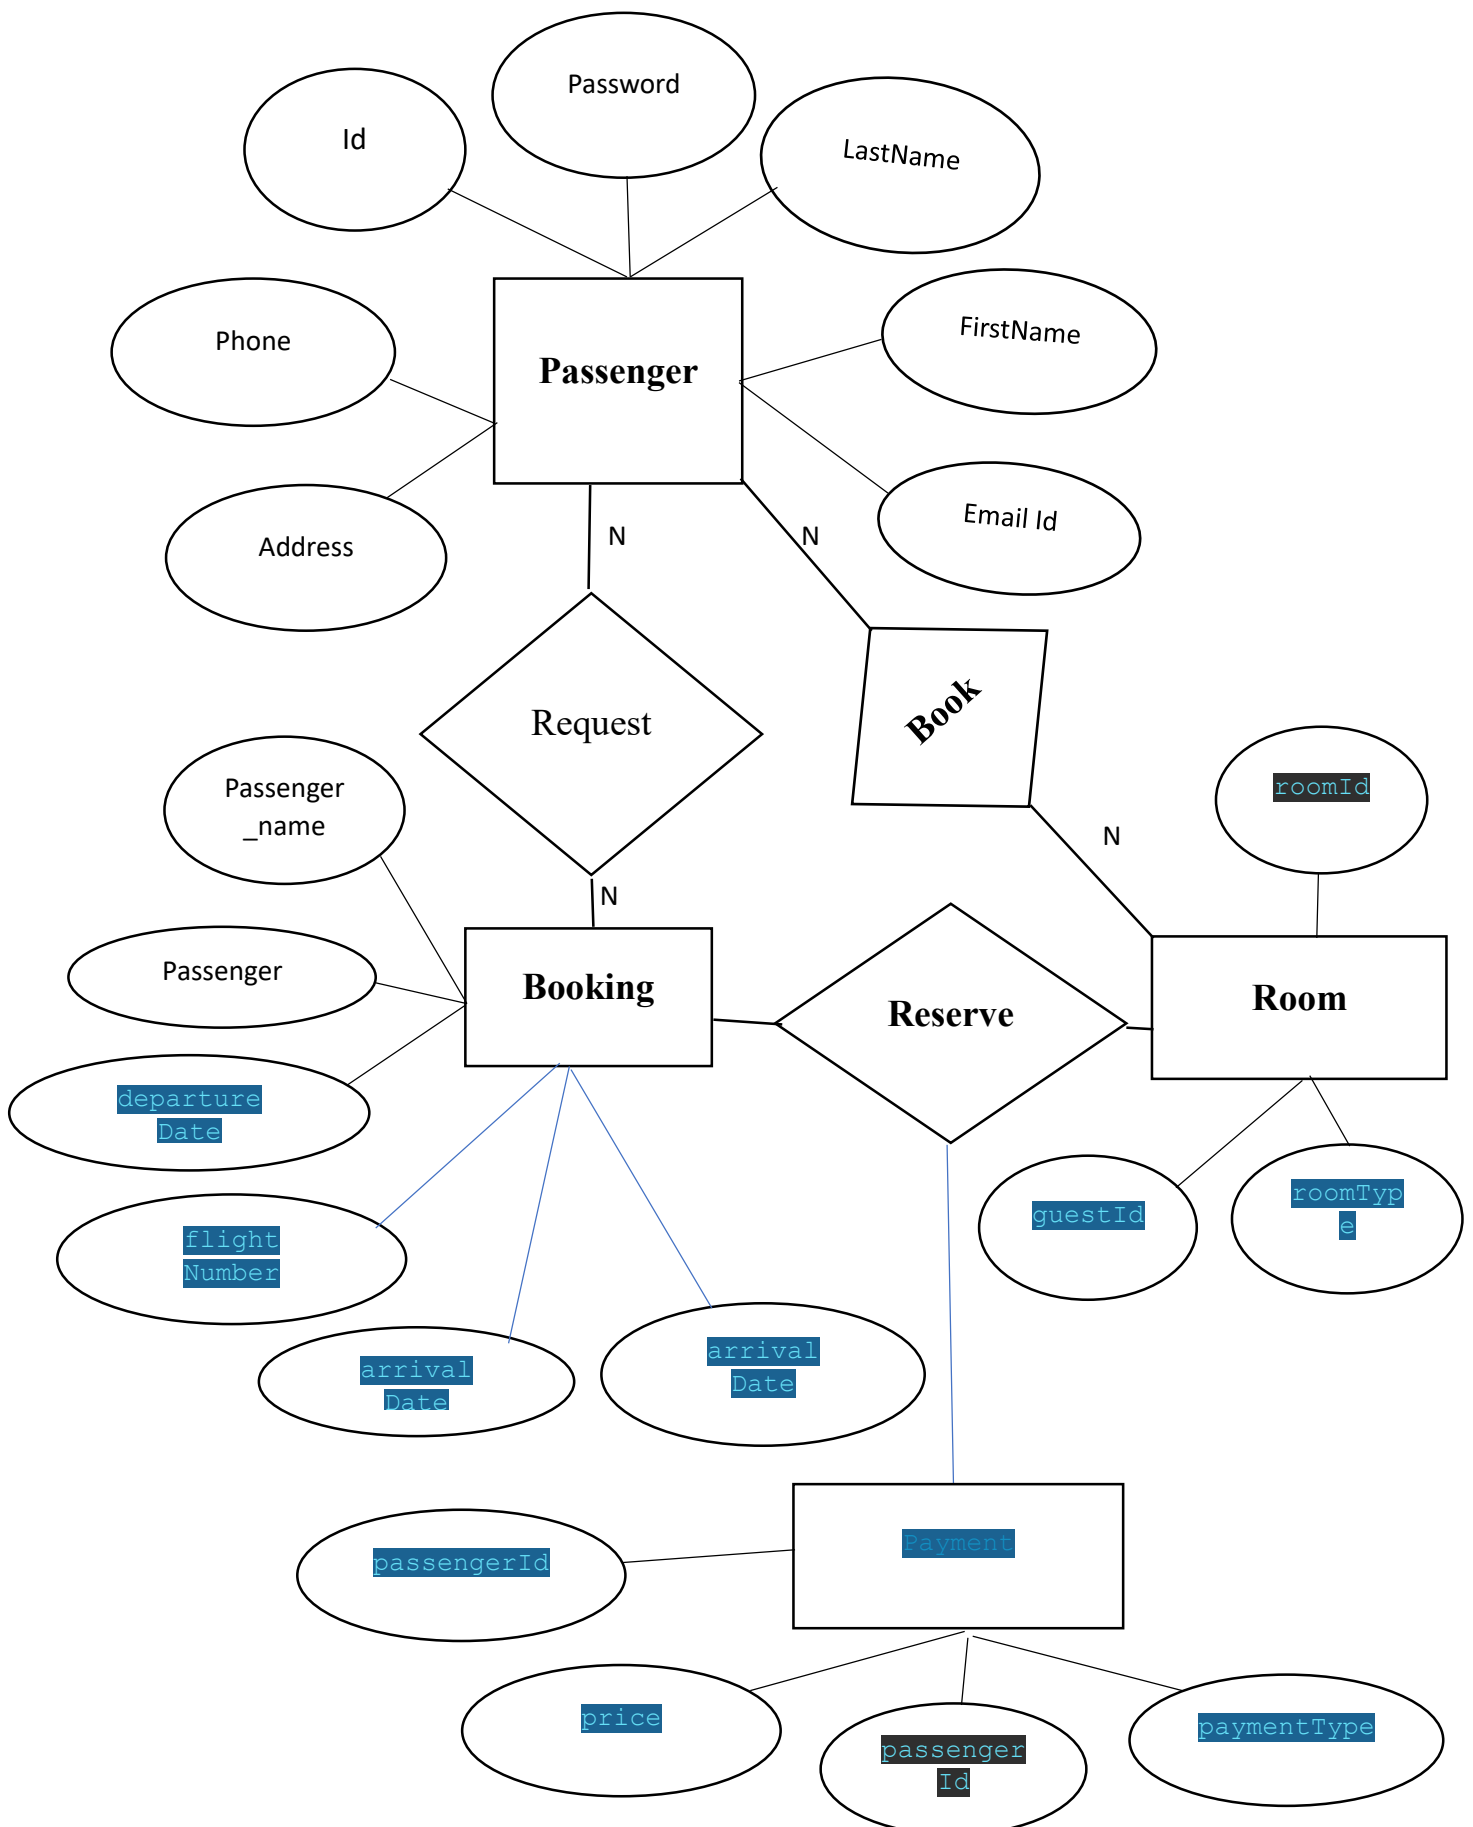 Password
Id
LastName
FirstName
Phone
Passenger
Email Id
Address
N
N
Book
Request
roomId
Passenger
_name
N
N
Passenger
Booking
Reserve
Room
departure
Date
flight
Number
guestId
roomTyp
e
arrival
Date
arrival
Date
Payment
passengerId
price
passenger
Id
paymentType